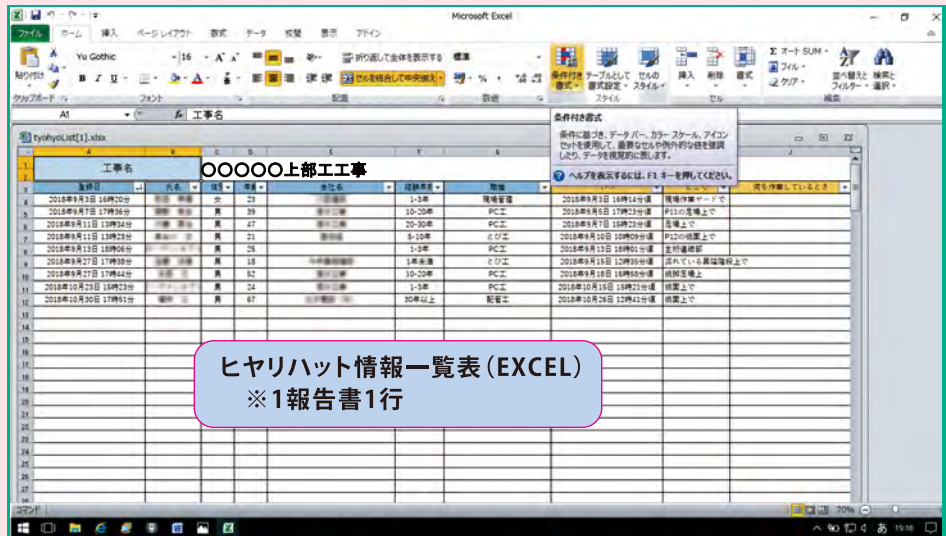 Microsoft Excel
ファイル ホーム 挿入 ページ レイアウト 数式 データ 校閲 表示 アドイン
Yu Gothic 16
折り返して全体を表示する 標準
Σ オート SUM
貼り付け B I U
セルを結合して中央揃え
条件付き書式 テーブルとして書式設定 セルのスタイル 挿入 削除 書式
フィル クリア 並べ替えとフィルター 検索と選択
クリップボード フォント 配置 数値 スタイル セル 編集
A1 fx 工事名
条件付き書式
条件に基づき、データ バー、カラー スケール、アイコン
セットを使用して、重要なセルや例外的な値を強調
したり、データを視覚的に表します。
ヘルプを表示するには、F1 キーを押してください。
tyohyoList[1].xlsx
工事名 〇〇〇〇〇上部工工事
登録日 氏名 性別 年齢 会社名 経験年数 職種 何を作業しているとき
2018年9月3日 16時20分 女 23 1-3年 現場管理 2018年9月3日 16時14分頃 現場作業ヤードで
2018年9月7日 17時36分 男 39 10-20年 PC工 2018年9月5日 17時23分頃 P11の足場上で
2018年9月11日 13時34分 男 47 20-30年 PC工 2018年9月7日 15時23分頃 足場上で
2018年9月11日 13時23分 男 21 5-10年 とび工 2018年9月10日 10時09分頃 P12の橋面上で
2018年9月13日 18時06分 男 25 1-3年 PC工 2018年9月13日 18時01分頃 主桁連結部
2018年9月27日 17時38分 男 18 1年未満 とび工 2018年9月15日 12時35分頃 濡れている昇降階段上で
2018年9月27日 17時44分 男 52 10-20年 PC工 2018年9月18日 16時58分頃 橋脚足場上
2018年10月23日 15時23分 男 24 1-3年 PC工 2018年10月15日 15時21分頃 橋面上で
2018年10月30日 17時51分 男 67 30年以上 配管工 2018年10月26日 12時41分頃 橋面上で
ヒヤリハット情報一覧表（EXCEL）
※1報告書1行
コマンド 70%
あ 15:16